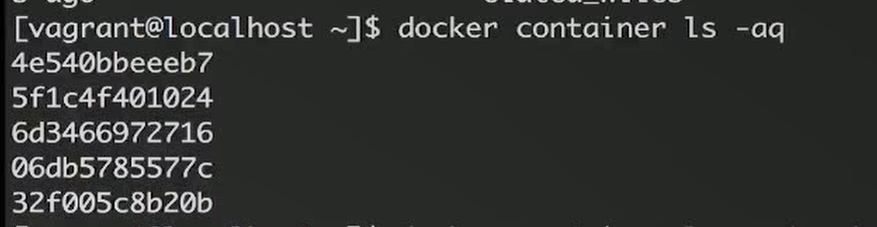 [vagrant@localhost ~]$ docker container ls -aq
4e540bbeeeb7
5f1c4f401024
6d3466972716
06db5785577c
32f005c8b20b